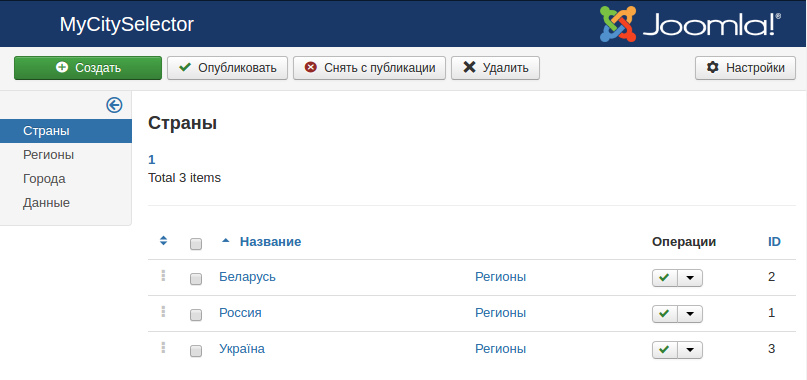 MyCitySelector
Joomla!®
Создать
Опубликовать
Снять с публикации
Удалить
Настройки
Страны
Регионы
Города
Данные
Страны
1
Total 3 items
Название Операции ID
Беларусь Регионы 2
Россия Регионы 1
Україна Регионы 3